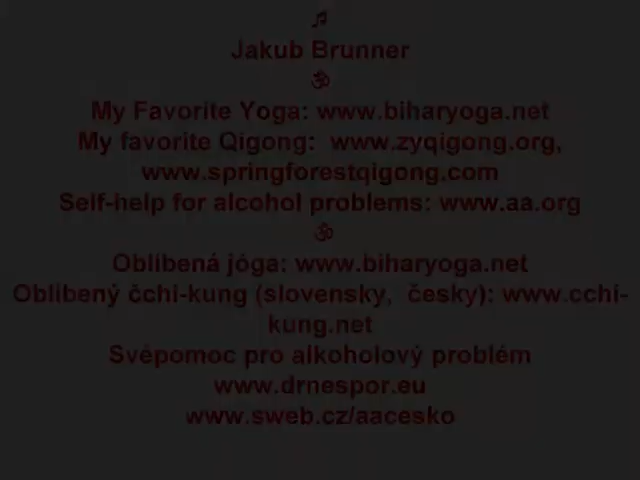 ♫
Jakub Brunner
ॐ
My Favorite Yoga: www.biharyoga.net
My favorite Qigong:  www.zyqigong.org,
www.springforestqigong.com
Self-help for alcohol problems: www.aa.org
ॐ
Oblíbená jóga: www.biharyoga.net
Oblíbený čchi-kung (slovensky,  česky): www.cchi-
kung.net
Svépomoc pro alkoholový problém
www.drnespor.eu
www.sweb.cz/aacesko